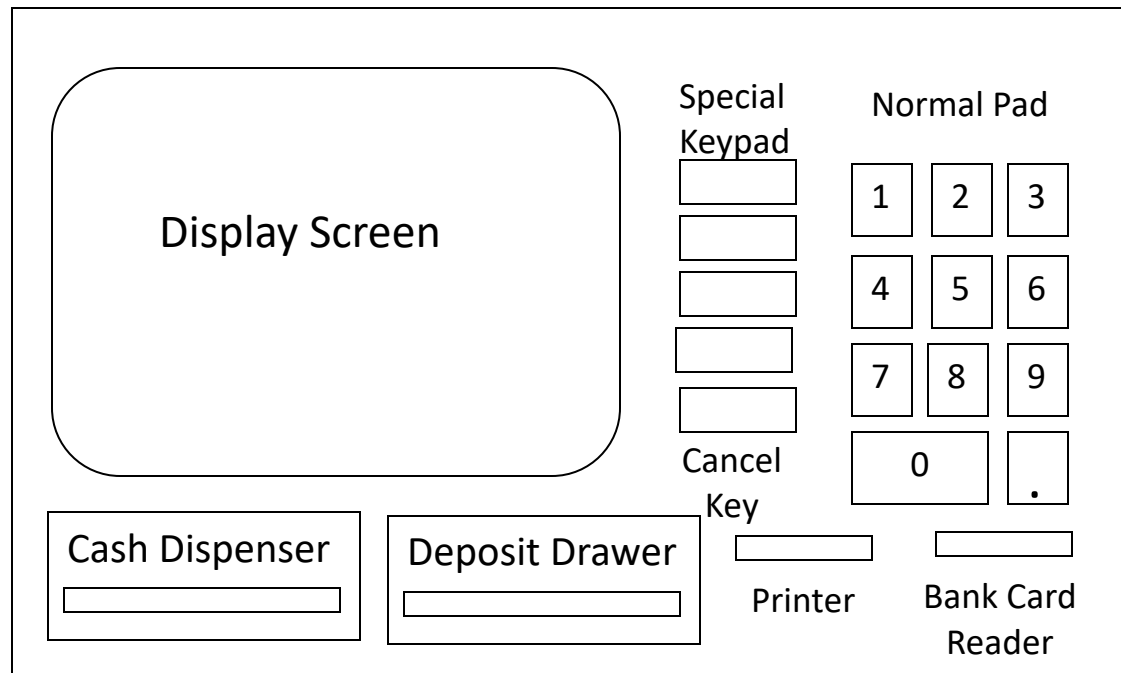 Display Screen
Special
Keypad
Cancel
Key
Normal Pad
1 2 3
4 5 6
7 8 9
0 .
Cash Dispenser
Deposit Drawer
Printer
Bank Card
Reader